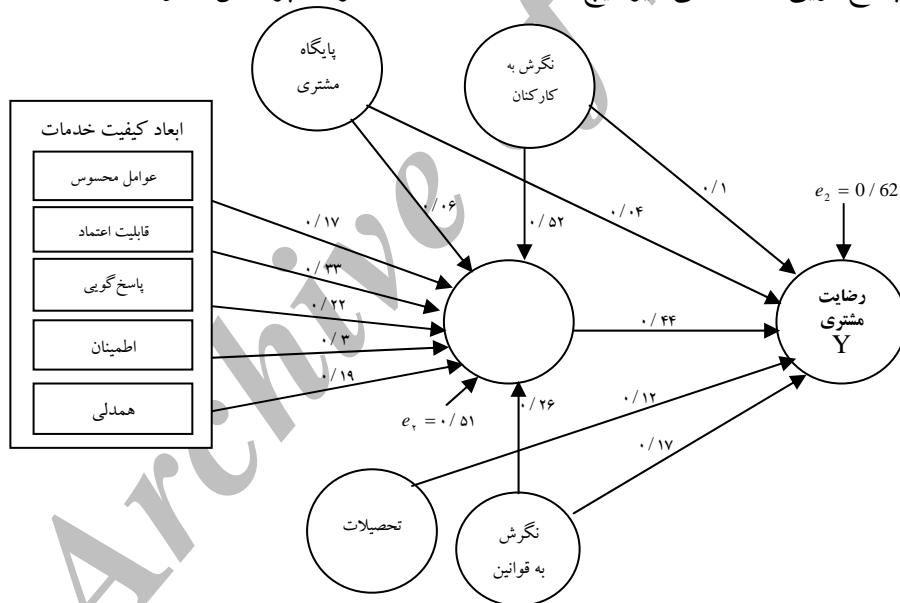 پایگاه
مشتری
نگرش به
کارکنان
ابعاد کیفیت خدمات
عوامل محسوس
قابلیت اعتماد
پاسخ‌گویی
اطمینان
همدلی
۰/۱۷
۰/۳۳
۰/۲۲
۰/۳
۰/۱۹
۰/۰۶
۰/۵۲
۰/۰۴
۰/۱
e₂ = 0/62
رضایت
مشتری
Y
۰/۴۴
e₂ = ۰/۵۱
۰/۲۶
۰/۱۲
۰/۱۷
تحصیلات
نگرش
به قوانین
Archive